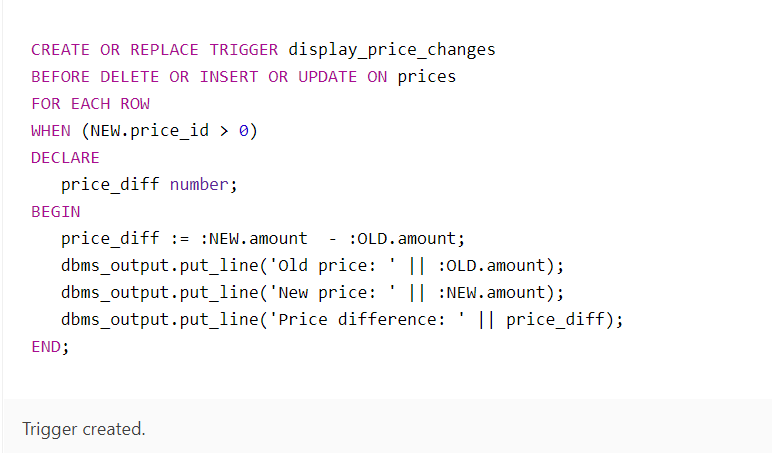 CREATE OR REPLACE TRIGGER display_price_changes
BEFORE DELETE OR INSERT OR UPDATE ON prices
FOR EACH ROW
WHEN (NEW.price_id > 0)
DECLARE
   price_diff number;
BEGIN
   price_diff := :NEW.amount  - :OLD.amount;
   dbms_output.put_line('Old price: ' || :OLD.amount);
   dbms_output.put_line('New price: ' || :NEW.amount);
   dbms_output.put_line('Price difference: ' || price_diff);
END;
Trigger created.